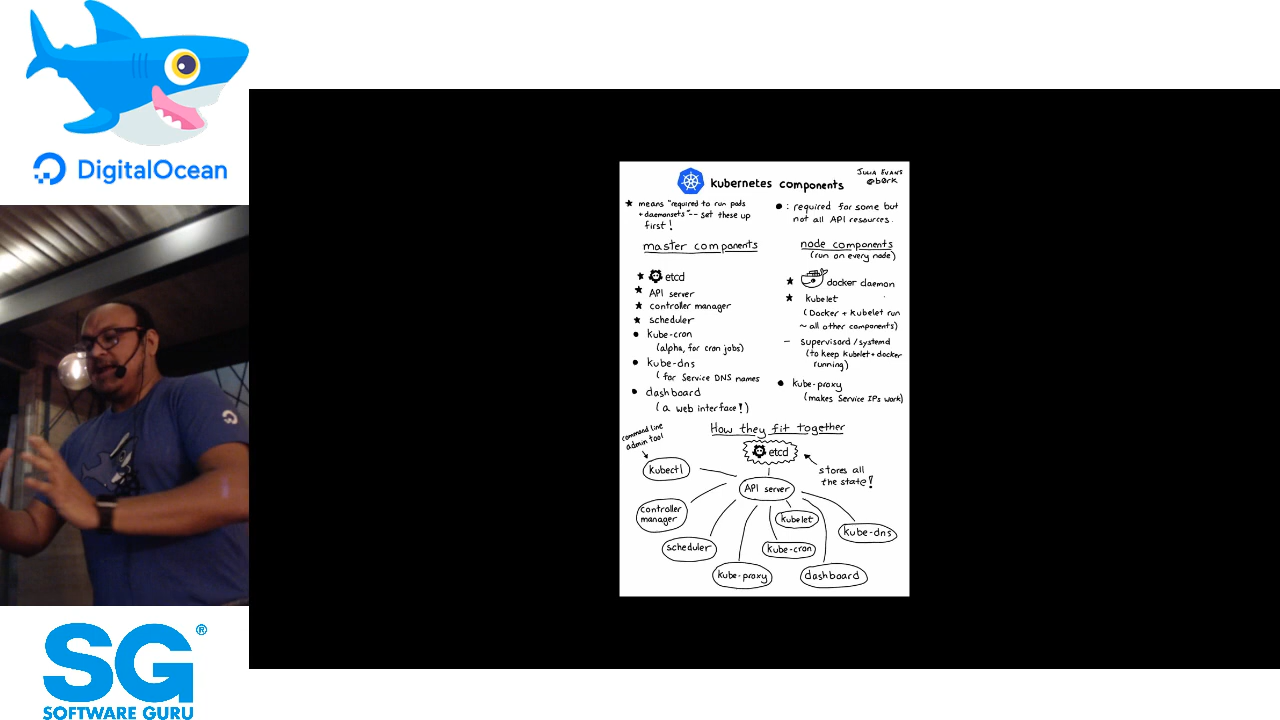 DigitalOcean
kubernetes components
JULIA EVANS
@b0rk
★ means "required to run pods
+ daemonsets" -- set these up
first!
● : required for some but
not all API resources.
master components
★ etcd
★ API server
★ controller manager
★ scheduler
● kube-cron
(alpha, for cron jobs)
● kube-dns
(for Service DNS names
● dashboard
(a web interface!)
node components
(run on every node)
★ docker daemon
★ kubelet
(Docker + kubelet run
~ all other components)
- supervisord/systemd
(to keep kubelet+docker
running)
● kube-proxy
(makes Service IPs work)
How they fit together
command line
admin tool
etcd
stores all
the state!
kubectl
API server
controller
manager
kubelet
kube-dns
scheduler
kube-cron
kube-proxy
dashboard
SG®
SOFTWARE GURU